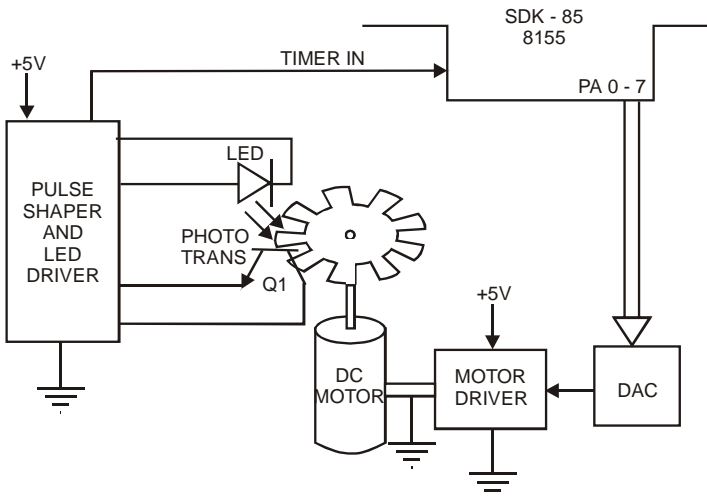 SDK - 85
8155
+5V
TIMER IN
PA 0 - 7
LED
PULSE
SHAPER
AND
LED
DRIVER
PHOTO
TRANS
Q1
+5V
DC
MOTOR
MOTOR
DRIVER
DAC